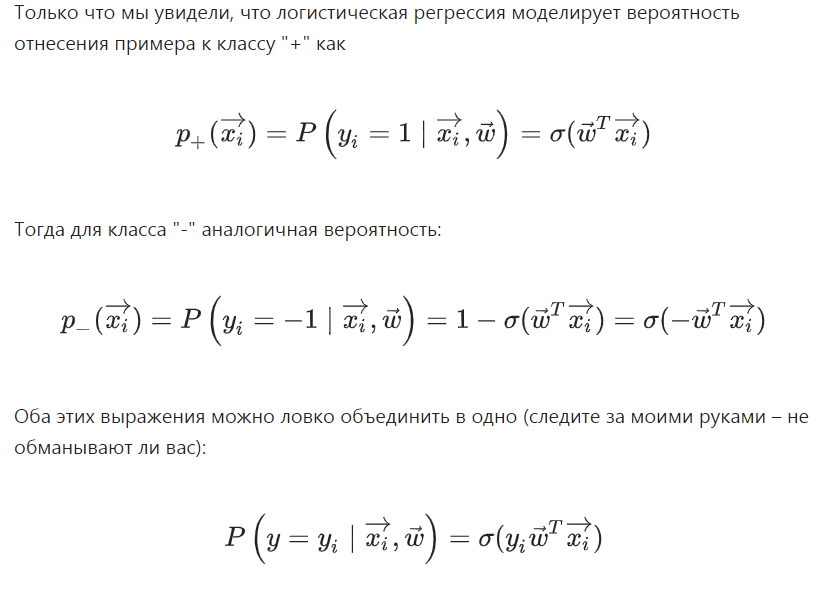 Только что мы увидели, что логистическая регрессия моделирует вероятность
отнесения примера к классу "+" как
$p_+(\overrightarrow{x_i}) = P\left(y_i = 1 \mid \overrightarrow{x_i}, \vec{w}\right) = \sigma(\vec{w}^T \overrightarrow{x_i})$
Тогда для класса "-" аналогичная вероятность:
$p_-(\overrightarrow{x_i}) = P\left(y_i = -1 \mid \overrightarrow{x_i}, \vec{w}\right) = 1 - \sigma(\vec{w}^T \overrightarrow{x_i}) = \sigma(-\vec{w}^T \overrightarrow{x_i})$
Оба этих выражения можно ловко объединить в одно (следите за моими руками – не
обманывают ли вас):
$P\left(y = y_i \mid \overrightarrow{x_i}, \vec{w}\right) = \sigma(y_i \vec{w}^T \overrightarrow{x_i})$